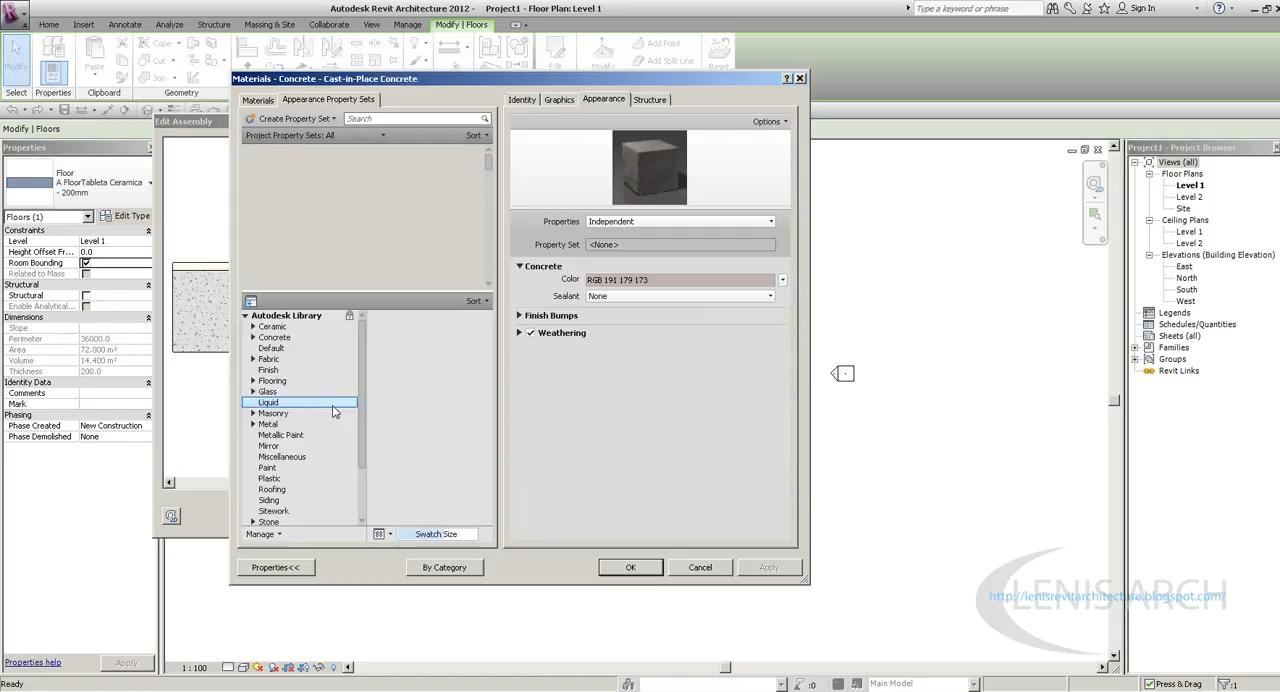 Autodesk Revit Architecture 2012 - Project1 - Floor Plan: Level 1
Type a keyword or phrase
Sign In
Home Insert Annotate Analyze Structure Massing & Site Collaborate View Manage Modify | Floors
Modify
Paste
Cope
Cut
Join
Add Point
Add Split Line
Select Properties Clipboard Geometry
Modify | Floors
Properties
Floor
A FloorTableta Ceramica
- 200mm
Floors (1) Edit Type
Constraints
Level Level 1
Height Offset Fr... 0.0
Room Bounding
Related to Mass
Structural
Structural
Enable Analytical...
Dimensions
Slope
Perimeter 36000.0
Area 72.000 m²
Volume 14.400 m³
Thickness 200.0
Identity Data
Comments
Mark
Phasing
Phase Created New Construction
Phase Demolished None
Properties help Apply
Edit Assembly
Materials - Concrete - Cast-in-Place Concrete
Materials Appearance Property Sets
Create Property Set Search
Project Property Sets: All Sort
Sort
Autodesk Library
Ceramic
Concrete
Default
Fabric
Finish
Flooring
Glass
Liquid
Masonry
Metal
Metallic Paint
Mirror
Miscellaneous
Paint
Plastic
Roofing
Siding
Sitework
Stone
Manage Swatch Size
Identity Graphics Appearance Structure
Options
Properties Independent
Property Set <None>
Concrete
Color RGB 191 179 173
Sealant None
Finish Bumps
Weathering
Properties<< By Category OK Cancel Apply
Project1 - Project Browser
Views (all)
Floor Plans
Level 1
Level 2
Site
Ceiling Plans
Level 1
Level 2
Elevations (Building Elevation)
East
North
South
West
Legends
Schedules/Quantities
Sheets (all)
Families
Groups
Revit Links
LENIS ARCH
http://lenisrevitarchitecture.blogspot.com/
1 : 100
Ready
:0
Main Model
Press & Drag
:1